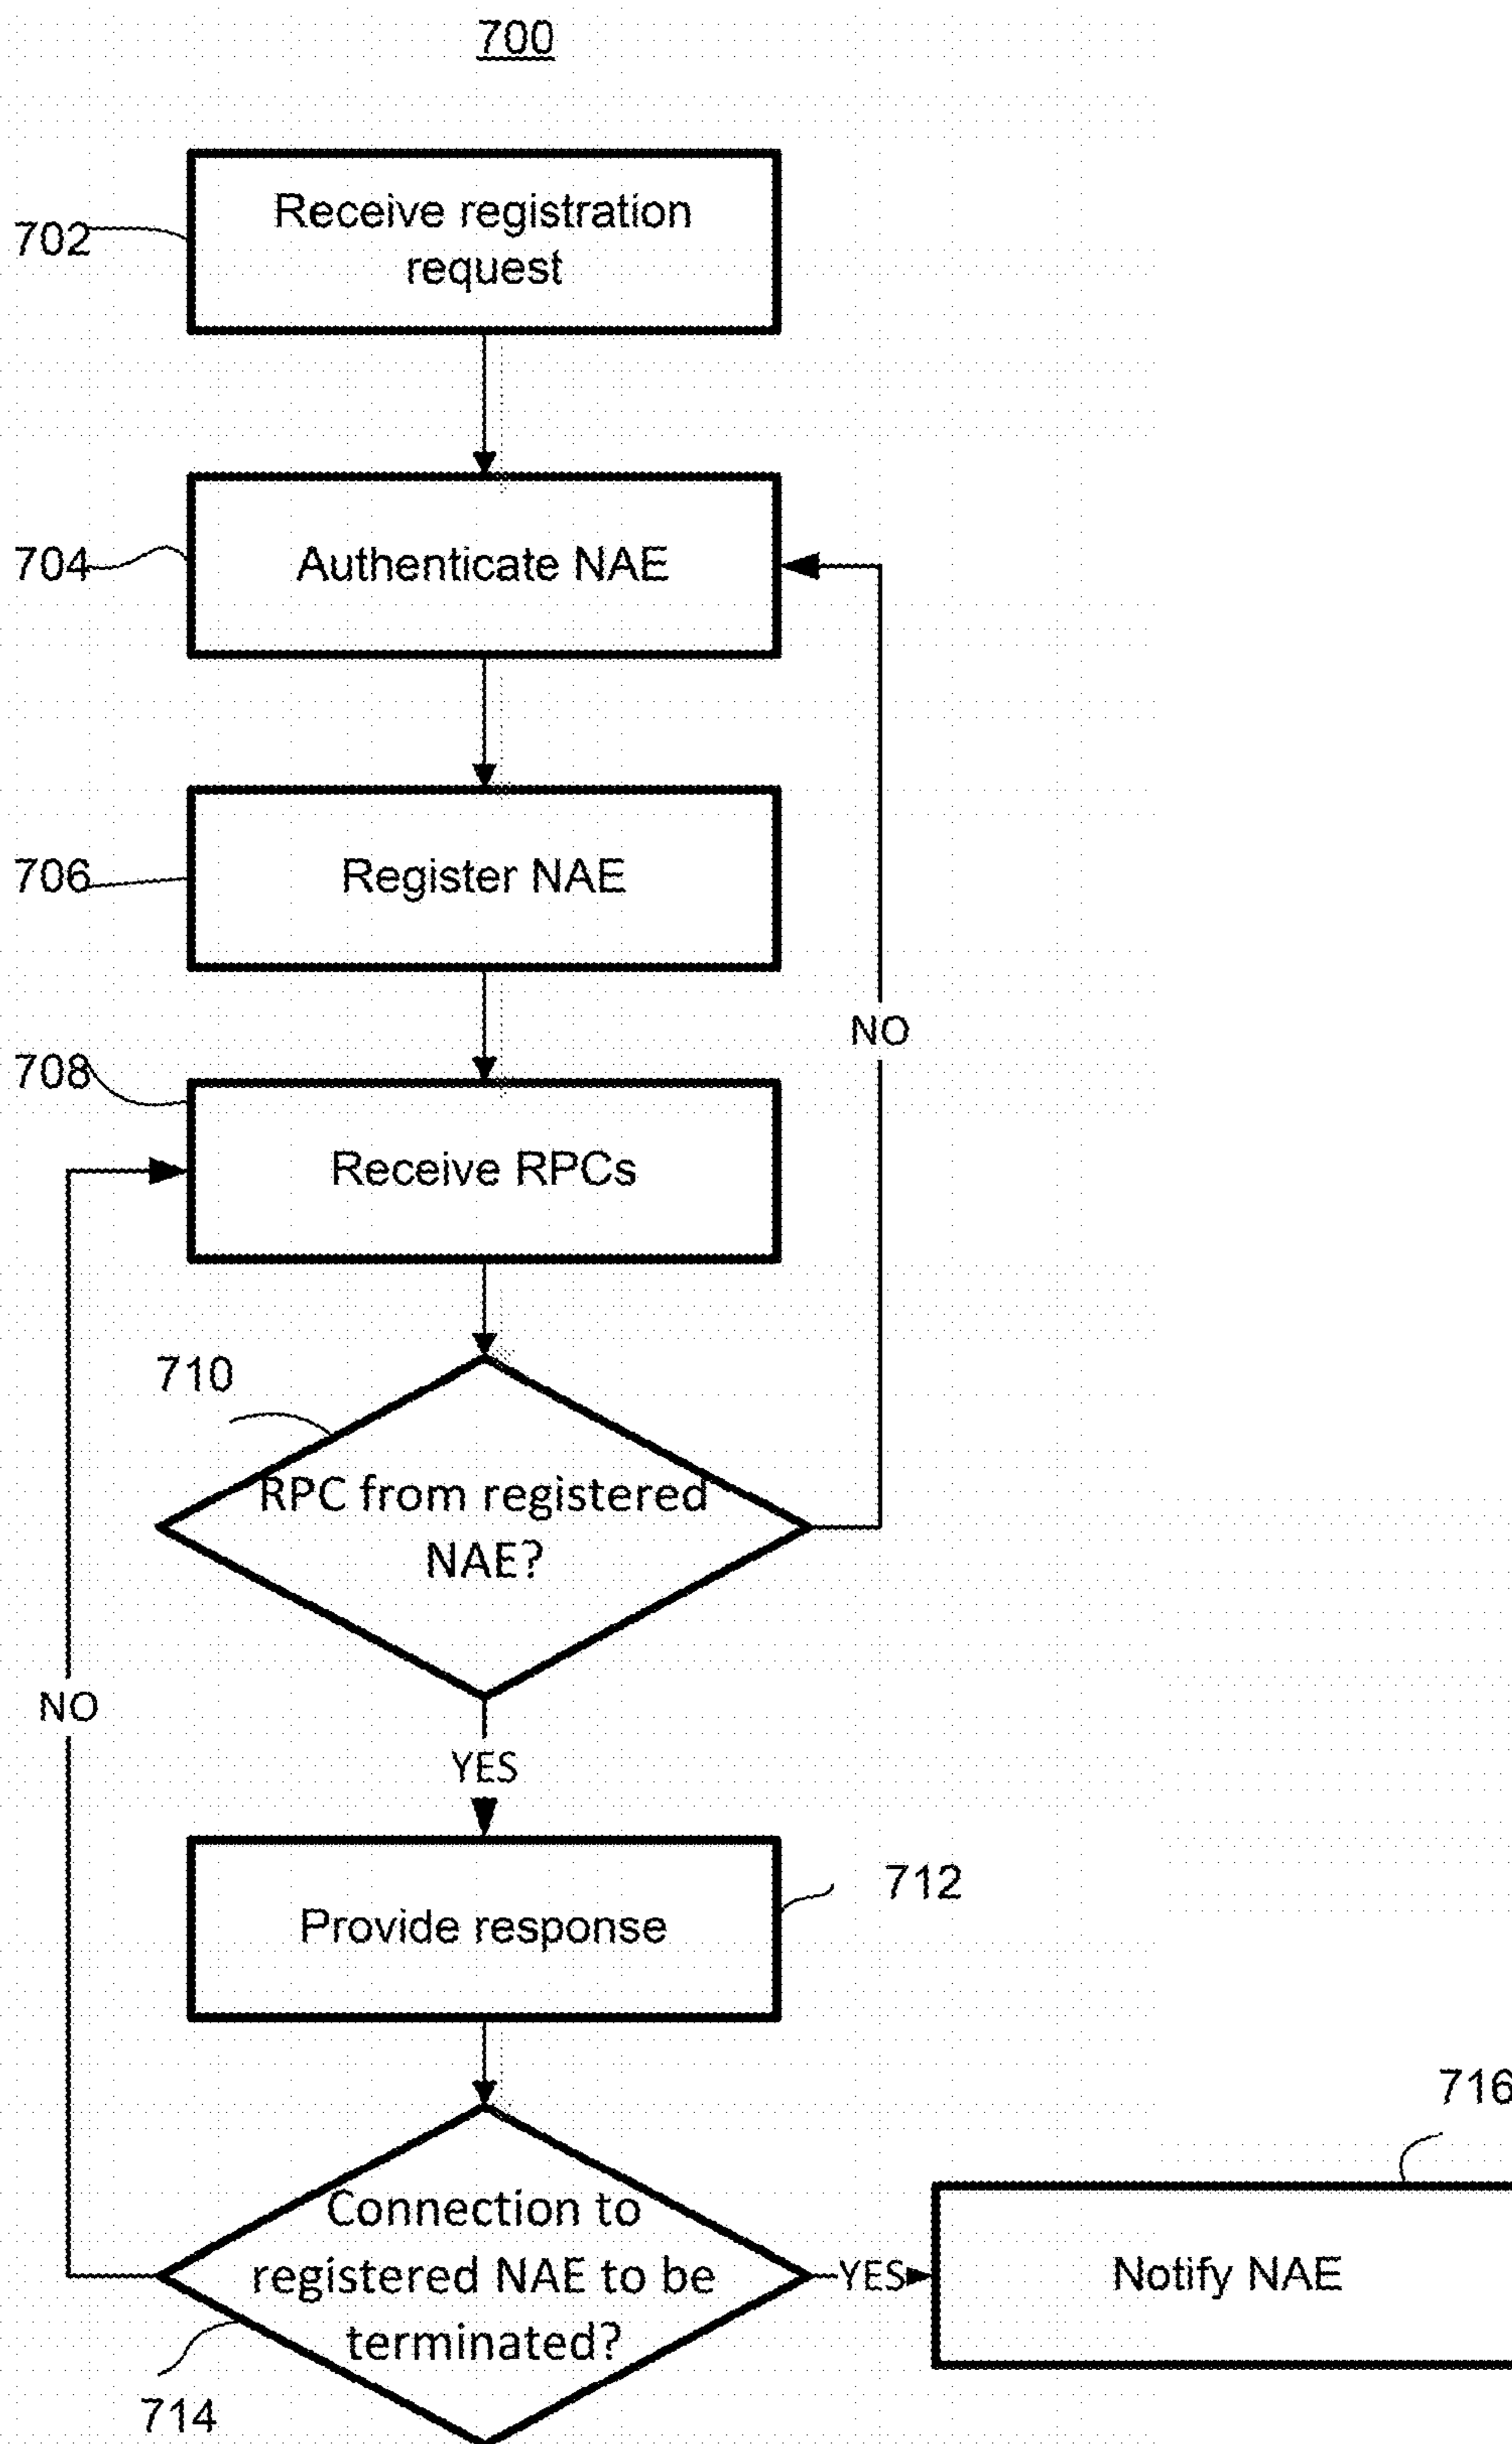 700
702
Receive registration
request
704
Authenticate NAE
706
Register NAE
NO
708
Receive RPCs
710
RPC from registered
NAE?
NO
YES
712
Provide response
716
Connection to
registered NAE to be
terminated?
YES
Notify NAE
714